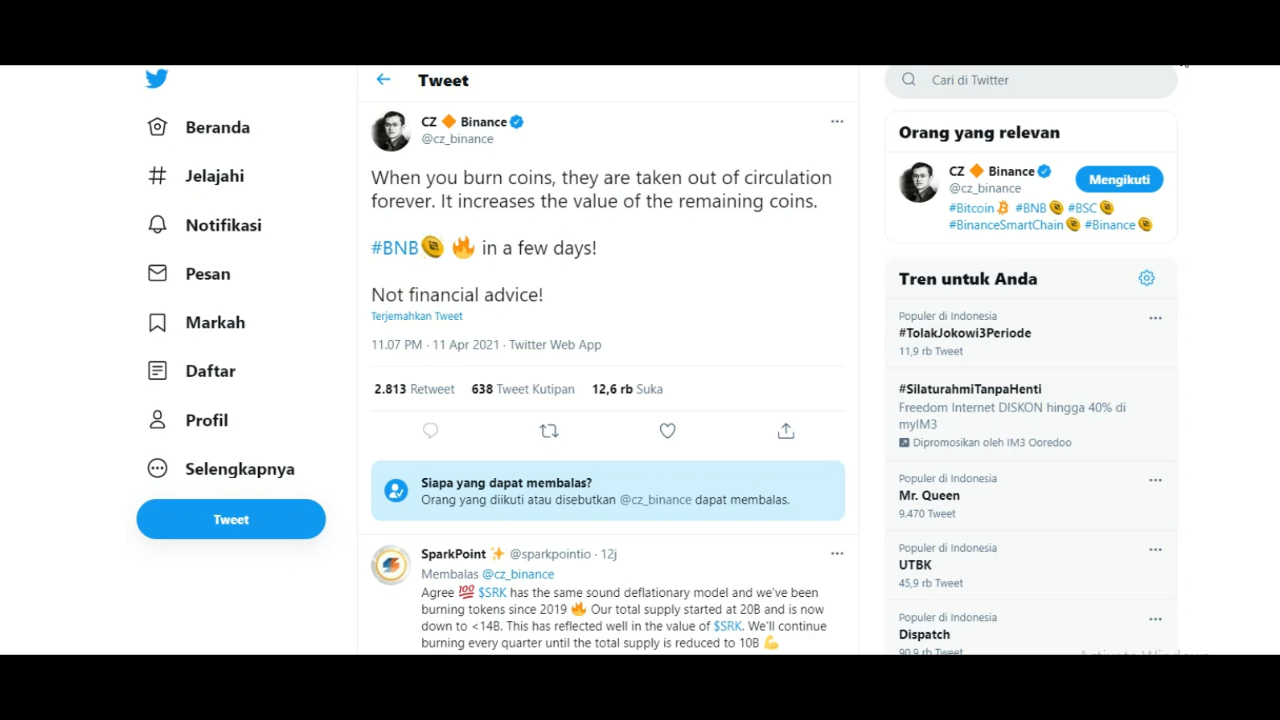 Tweet
Cari di Twitter
Beranda
Jelajahi
Notifikasi
Pesan
Markah
Daftar
Profil
Selengkapnya
Tweet
CZ 🔶 Binance
@cz_binance
When you burn coins, they are taken out of circulation
forever. It increases the value of the remaining coins.
#BNB 🔥 in a few days!
Not financial advice!
Terjemahkan Tweet
11.07 PM · 11 Apr 2021 · Twitter Web App
2.813 Retweet 638 Tweet Kutipan 12,6 rb Suka
Siapa yang dapat membalas?
Orang yang diikuti atau disebutkan @cz_binance dapat membalas.
SparkPoint ✨ @sparkpointio · 12j
Membalas @cz_binance
Agree 💯 $SRK has the same sound deflationary model and we've been
burning tokens since 2019 🔥 Our total supply started at 20B and is now
down to <14B. This has reflected well in the value of $SRK. We'll continue
burning every quarter until the total supply is reduced to 10B 💪
Orang yang relevan
CZ 🔶 Binance
@cz_binance
Mengikuti
#Bitcoin #BNB #BSC
#BinanceSmartChain #Binance
Tren untuk Anda
Populer di Indonesia
#TolakJokowi3Periode
11,9 rb Tweet
#SilaturahmiTanpaHenti
Freedom Internet DISKON hingga 40% di
myIM3
Dipromosikan oleh IM3 Ooredoo
Populer di Indonesia
Mr. Queen
9.470 Tweet
Populer di Indonesia
UTBK
45,9 rb Tweet
Populer di Indonesia
Dispatch
90,9 rb Tweet
Activate Windows